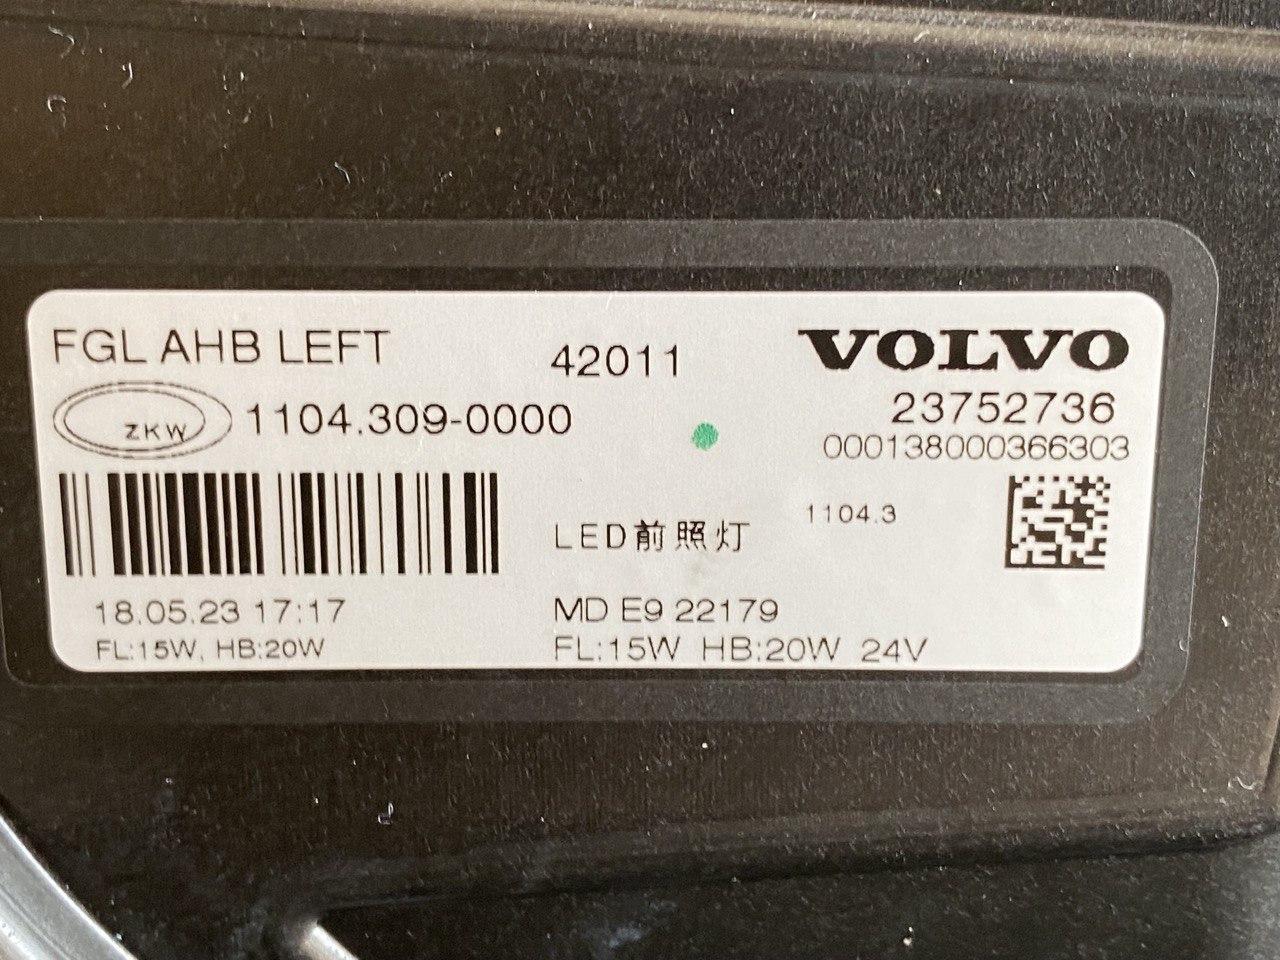 FGL AHB LEFT
42011
VOLVO
ZKW
1104.309-0000
23752736
000138000366303
LED前照灯
1104.3
18.05.23 17:17
MD E9 22179
FL:15W, HB:20W
FL:15W HB:20W 24V